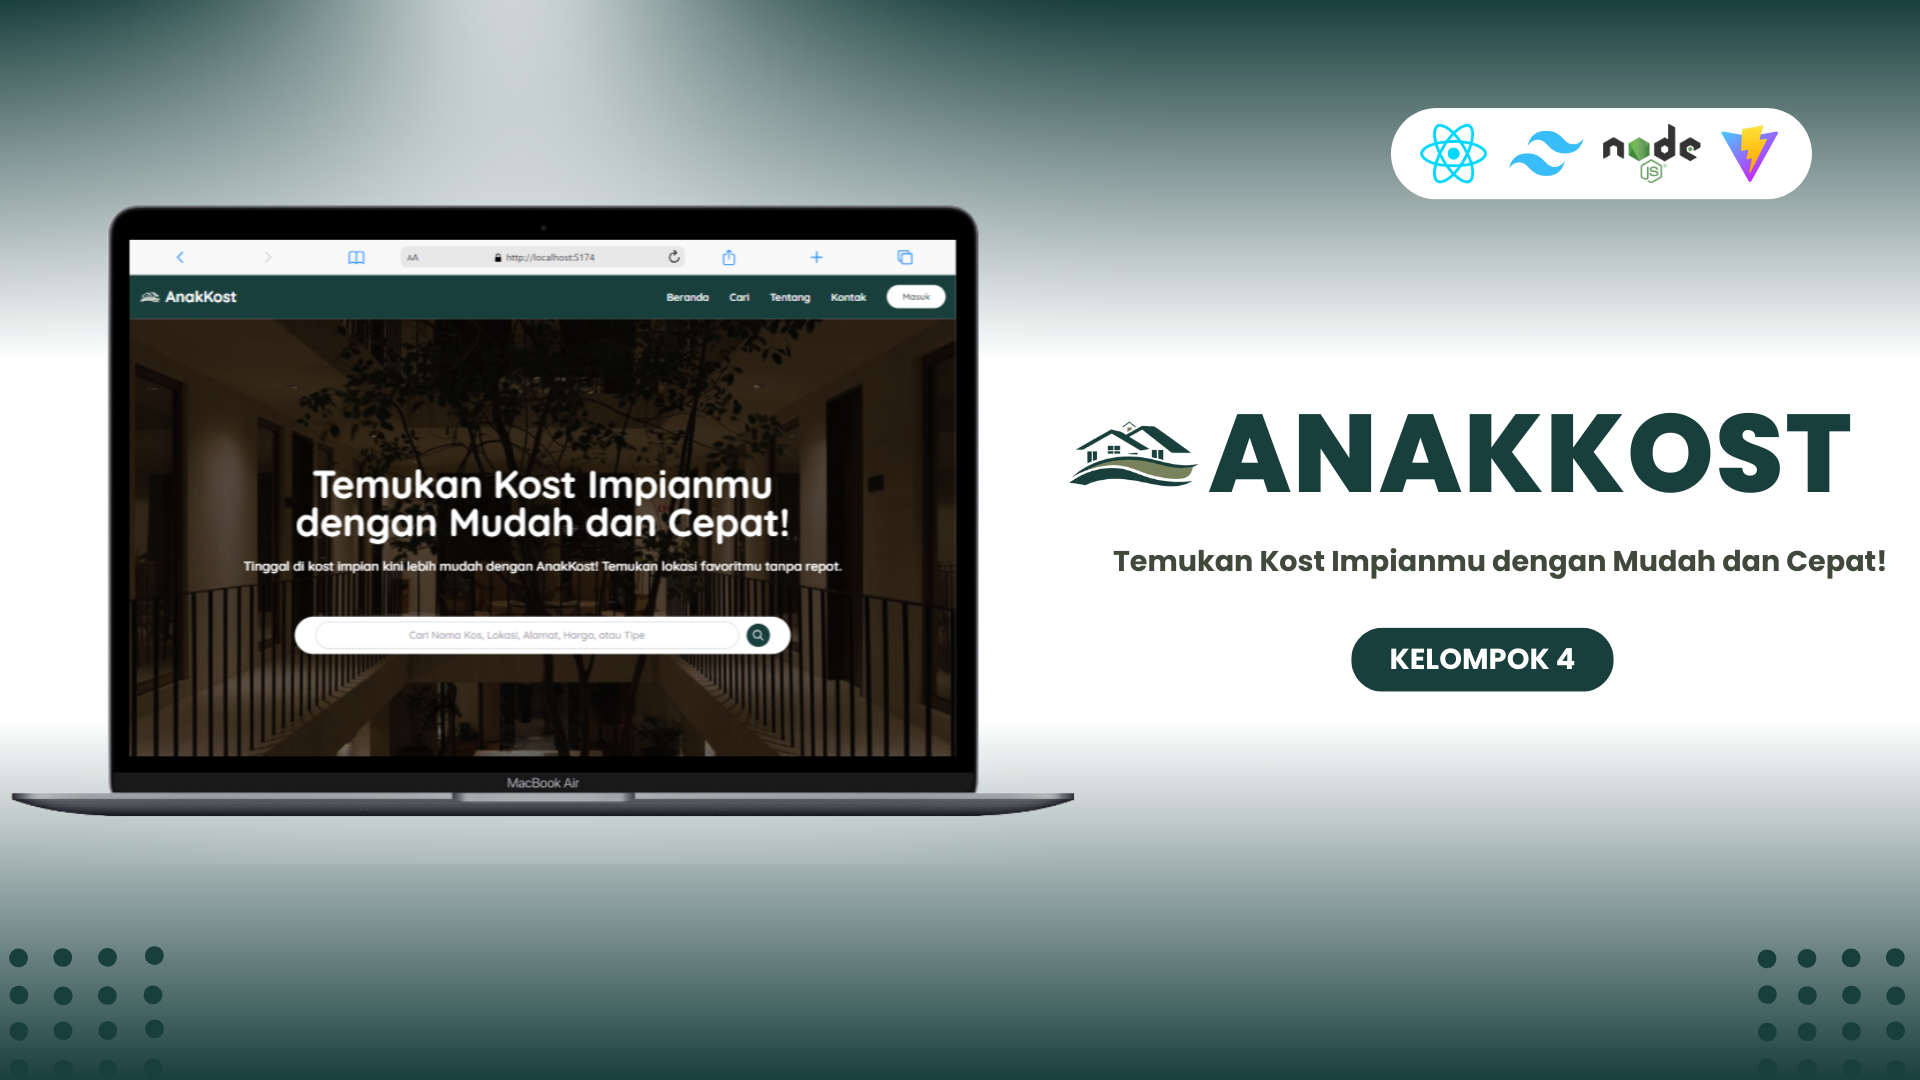 node
JS
AA
http://localhost:5174
AnakKost
Beranda
Cari
Tentang
Kontak
Masuk
Temukan Kost Impianmu
dengan Mudah dan Cepat!
Tinggal di kost impian kini lebih mudah dengan AnakKost! Temukan lokasi favoritmu tanpa repot.
Cari Nama Kos, Lokasi, Alamat, Harga, atau Tipe
MacBook Air
ANAKKOST
Temukan Kost Impianmu dengan Mudah dan Cepat!
KELOMPOK 4